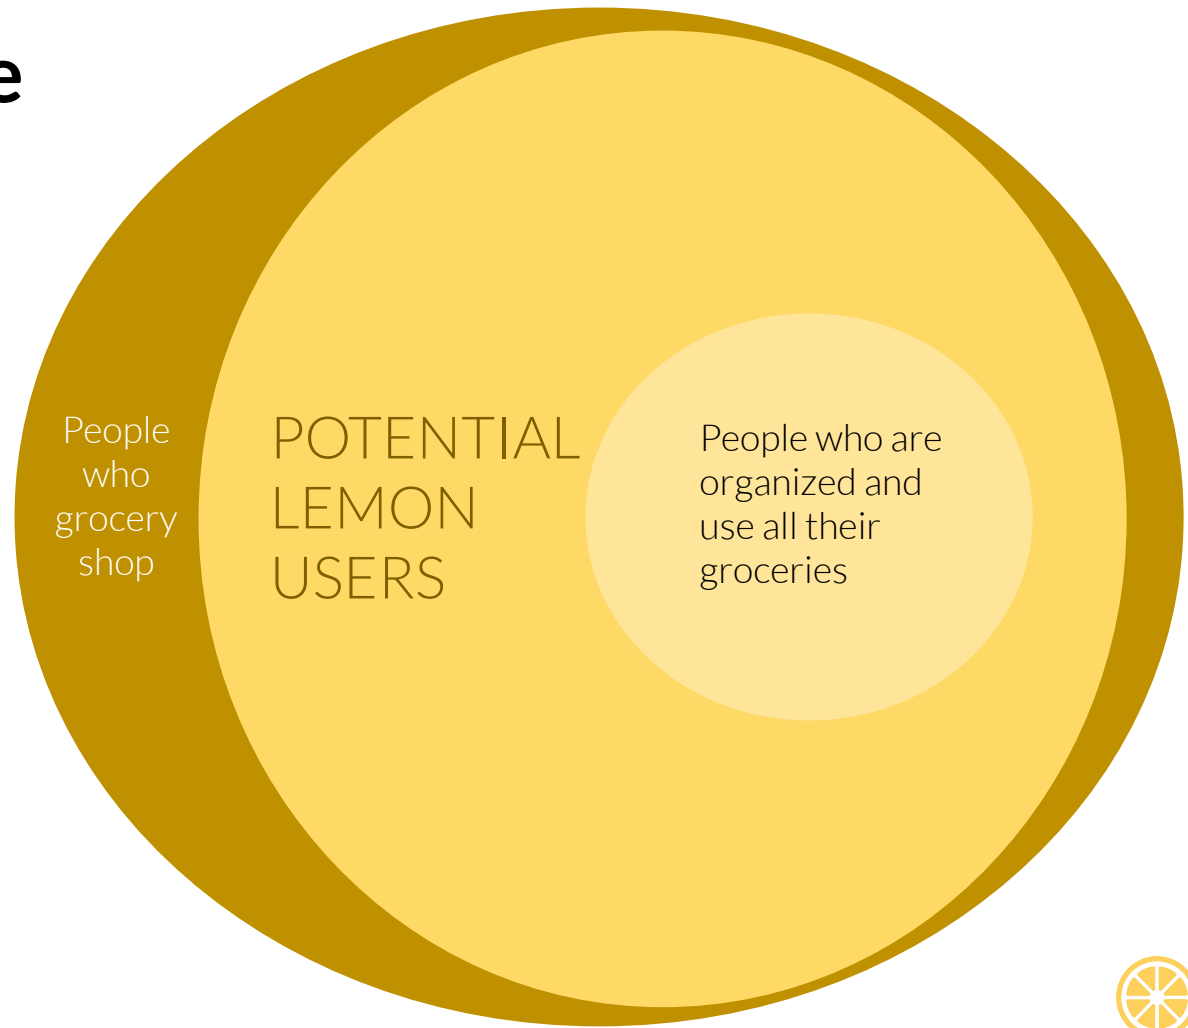 e
People
who
grocery
shop
POTENTIAL
LEMON
USERS
People who are
organized and
use all their
groceries